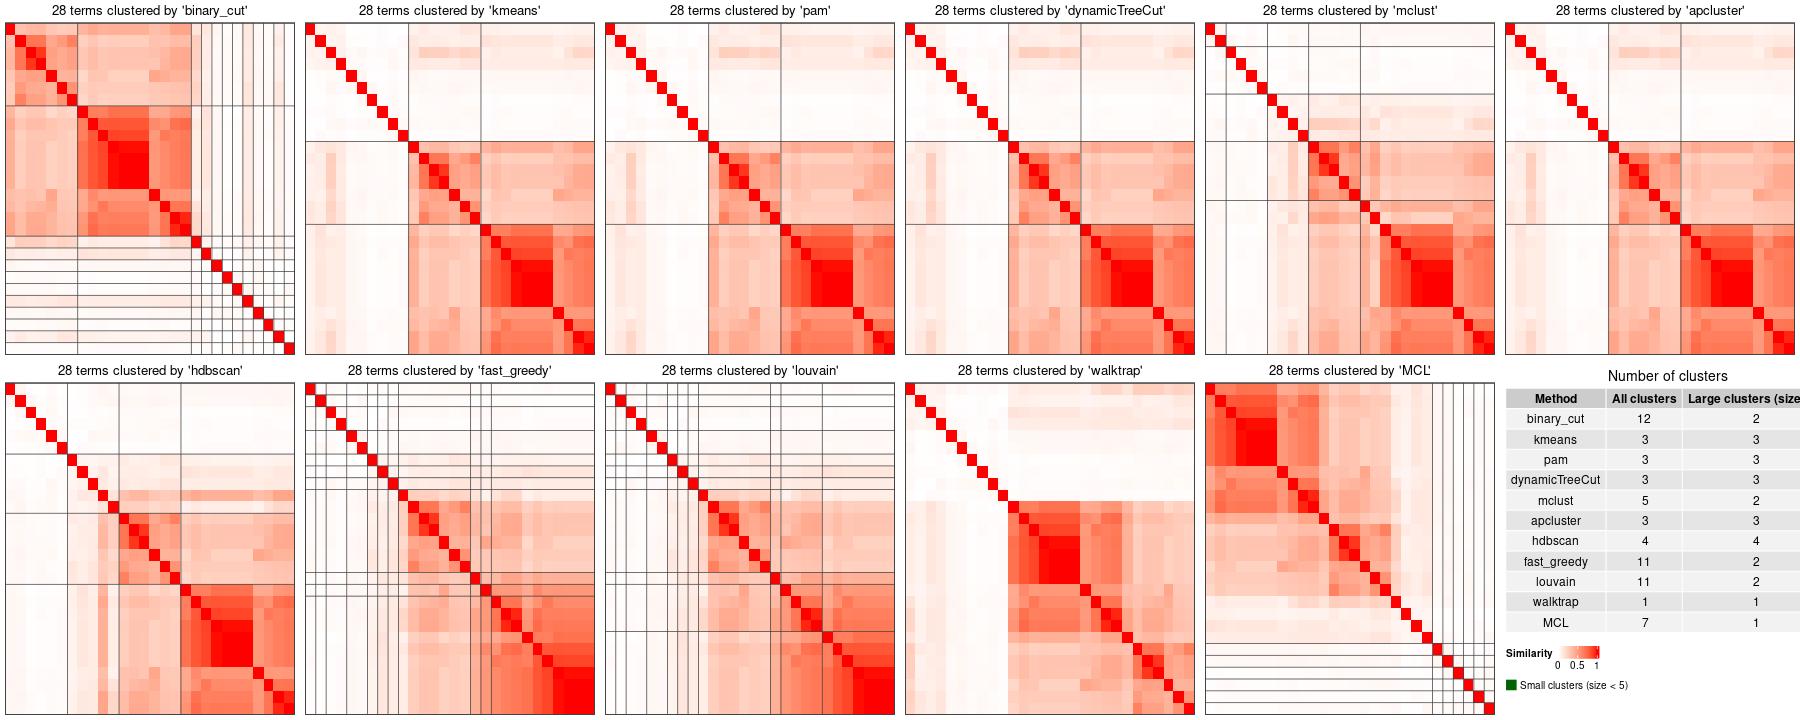 28 terms clustered by 'binary_cut'
28 terms clustered by 'kmeans'
28 terms clustered by 'pam'
28 terms clustered by 'dynamicTreeCut'
28 terms clustered by 'mclust'
28 terms clustered by 'apcluster'
28 terms clustered by 'hdbscan'
28 terms clustered by 'fast_greedy'
28 terms clustered by 'louvain'
28 terms clustered by 'walktrap'
28 terms clustered by 'MCL'
Number of clusters
Method All clusters Large clusters (size
binary_cut 12 2
kmeans 3 3
pam 3 3
dynamicTreeCut 3 3
mclust 5 2
apcluster 3 3
hdbscan 4 4
fast_greedy 11 2
louvain 11 2
walktrap 1 1
MCL 7 1
Similarity
0 0.5 1
Small clusters (size < 5)